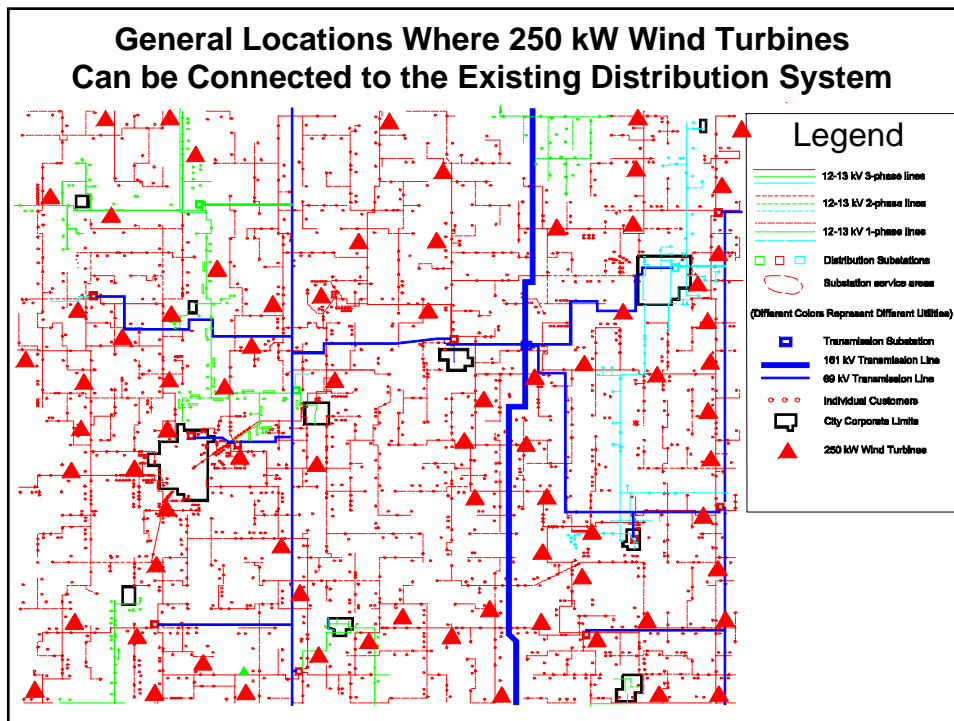 General Locations Where 250 kW Wind Turbines
Can be Connected to the Existing Distribution System
Legend
12-13 kV 3-phase lines
12-13 kV 2-phase lines
12-13 kV 1-phase lines
Distribution Substations
Substation service areas
(Different Colors Represent Different Utilities)
Transmission Substation
161 kV Transmission Line
69 kV Transmission Line
Individual Customers
City Corporate Limits
250 kW Wind Turbines